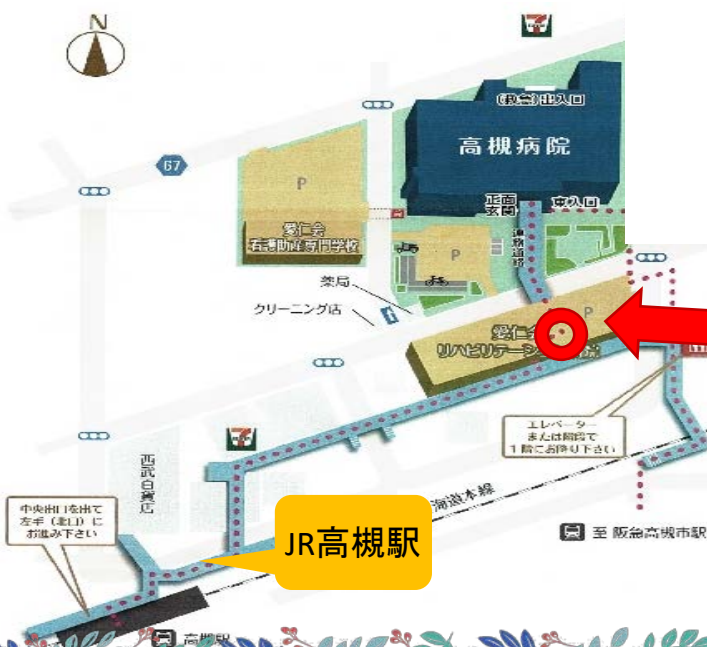 N
(救急)出入口
高槻病院
67
P
正面
玄関
東入口
愛仁会
看護助産専門学校
連絡通路
P
薬局
クリーニング店
P
愛仁会
リハビリテーション
院
エレベーター
または階段で
1階にお降り下さい
7
西武百貨店
中央出口を出て
左手(北口)に
お進み下さい
海道本線
JR高槻駅
至 阪急高槻市駅
高槻駅